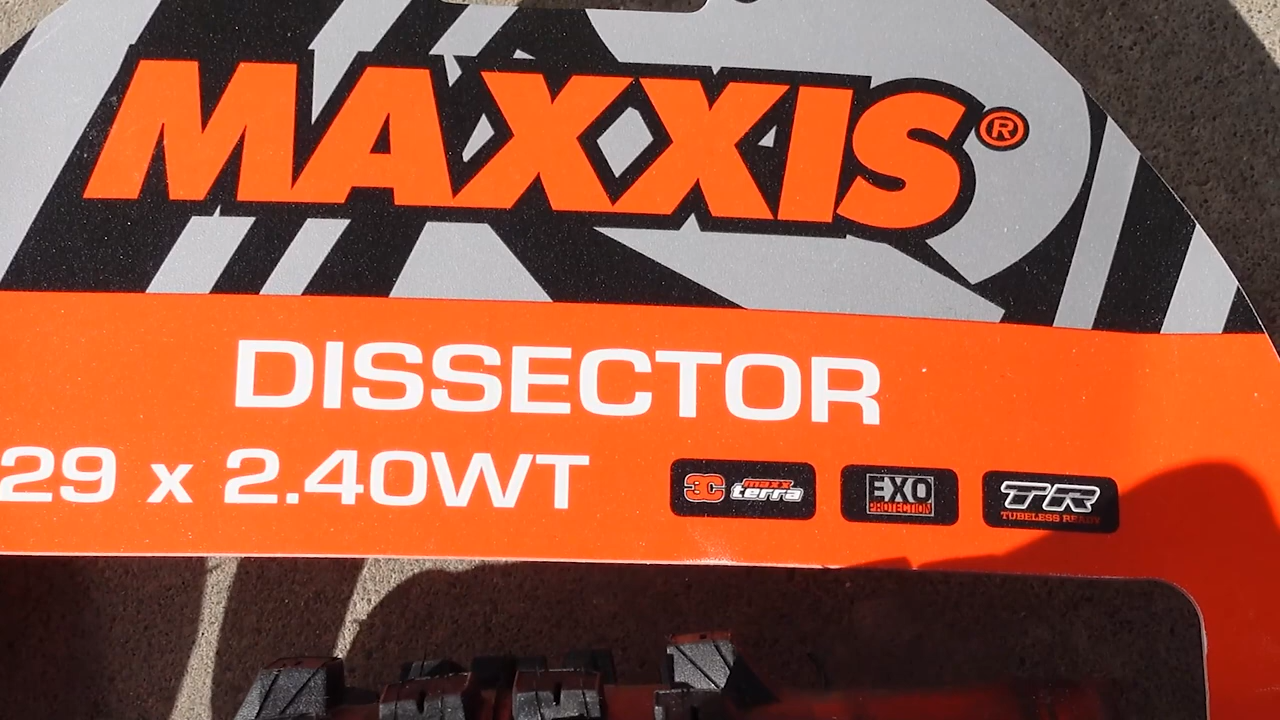 MAXXIS®
DISSECTOR
29 x 2.40WT
3C maxx terra
EXO PROTECTION
TR TUBELESS READY